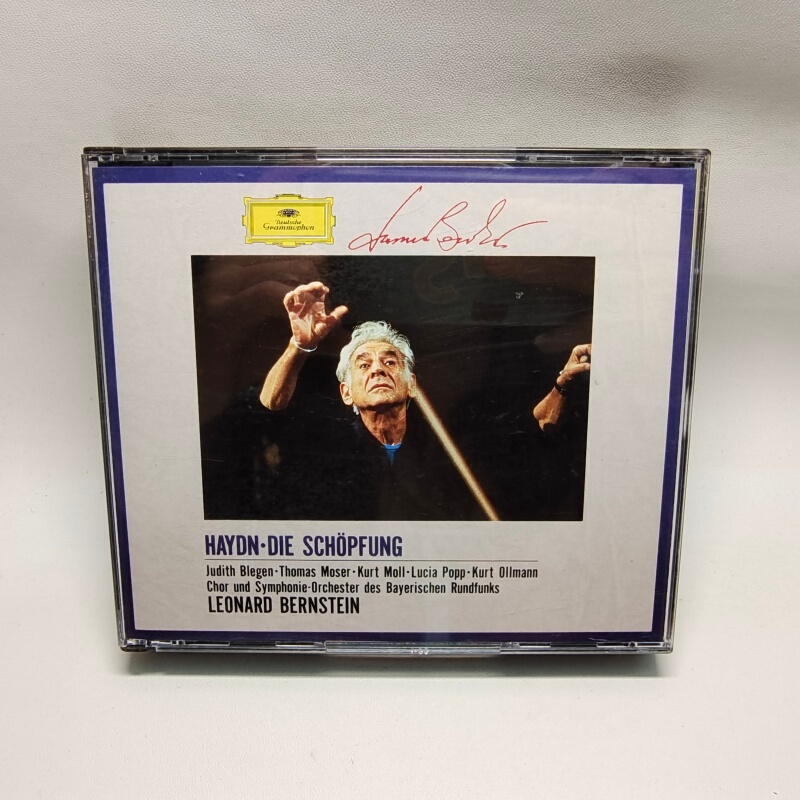 Deutsche
Grammophon
HAYDN·DIE SCHÖPFUNG
Judith Blegen·Thomas Moser·Kurt Moll·Lucia Popp·Kurt Ollmann
Chor und Symphonie-Orchester des Bayerischen Rundfunks
LEONARD BERNSTEIN